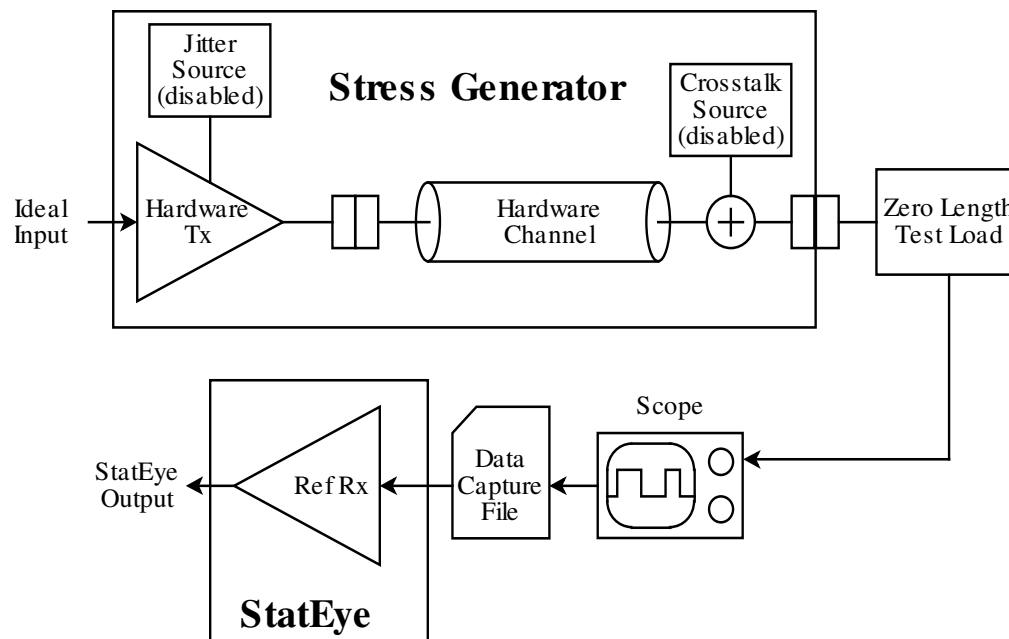 Jitter
Source
(disabled)
Stress Generator
Crosstalk
Source
(disabled)
Ideal
Input
Hardware
Tx
Hardware
Channel
Zero Length
Test Load
Scope
StatEye
Output
Ref Rx
Data
Capture
File
StatEye